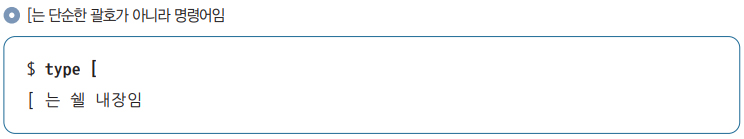 [는 단순한 괄호가 아니라 명령어임
$ type [
[ 는 쉘 내장임